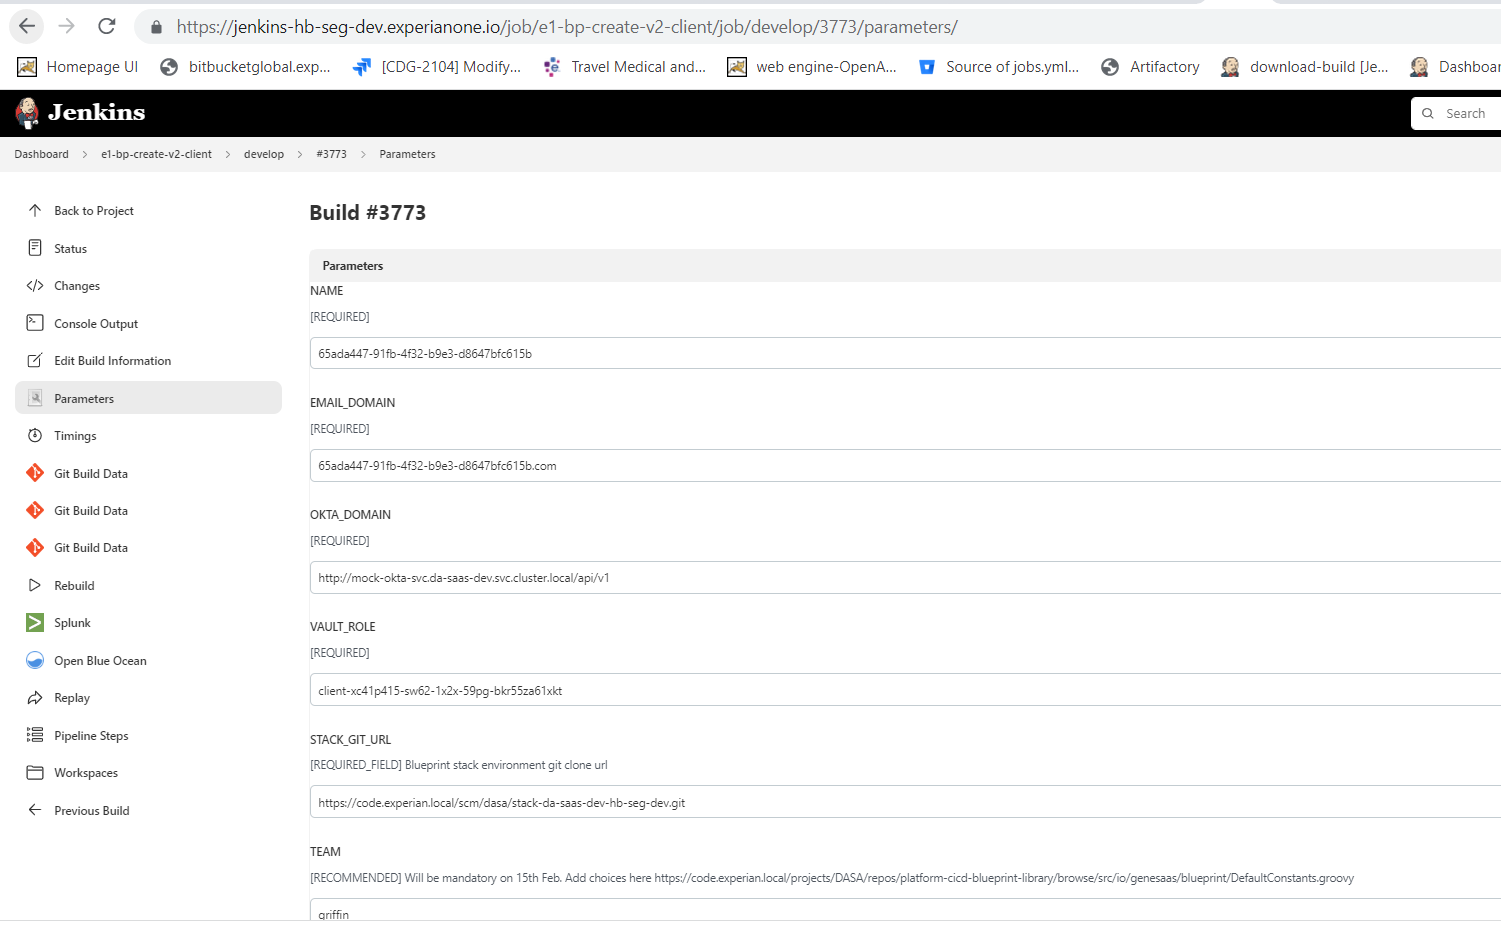 https://jenkins-hb-seg-dev.experianone.io/job/e1-bp-create-v2-client/job/develop/3773/parameters/
Homepage UI bitbucketglobal.exp... [CDG-2104] Modify,... Travel Medical and... web engine-OpenA... Source of jobs.yml... Artifactory download-build [Je... Dashboar
Jenkins
Search
Dashboard > e1-bp-create-v2-client > develop > #3773 > Parameters
Back to Project
Status
Changes
Console Output
Edit Build Information
Parameters
Timings
Git Build Data
Git Build Data
Git Build Data
Rebuild
Splunk
Open Blue Ocean
Replay
Pipeline Steps
Workspaces
Previous Build
Build #3773
Parameters
NAME
[REQUIRED]
65ada447-91fb-4f32-b9e3-d8647bfc615b
EMAIL_DOMAIN
[REQUIRED]
65ada447-91fb-4f32-b9e3-d8647bfc615b.com
OKTA_DOMAIN
[REQUIRED]
http://mock-okta-svc.da-saas-dev.svc.cluster.local/api/v1
VAULT_ROLE
[REQUIRED]
client-xc41p415-sw62-1x2x-59pg-bkr55za61xkt
STACK_GIT_URL
[REQUIRED_FIELD] Blueprint stack environment git clone url
https://code.experian.local/scm/dasa/stack-da-saas-dev-hb-seg-dev.git
TEAM
[RECOMMENDED] Will be mandatory on 15th Feb. Add choices here https://code.experian.local/projects/DASA/repos/platform-cicd-blueprint-library/browse/src/io/genesaas/blueprint/DefaultConstants.groovy
griffin